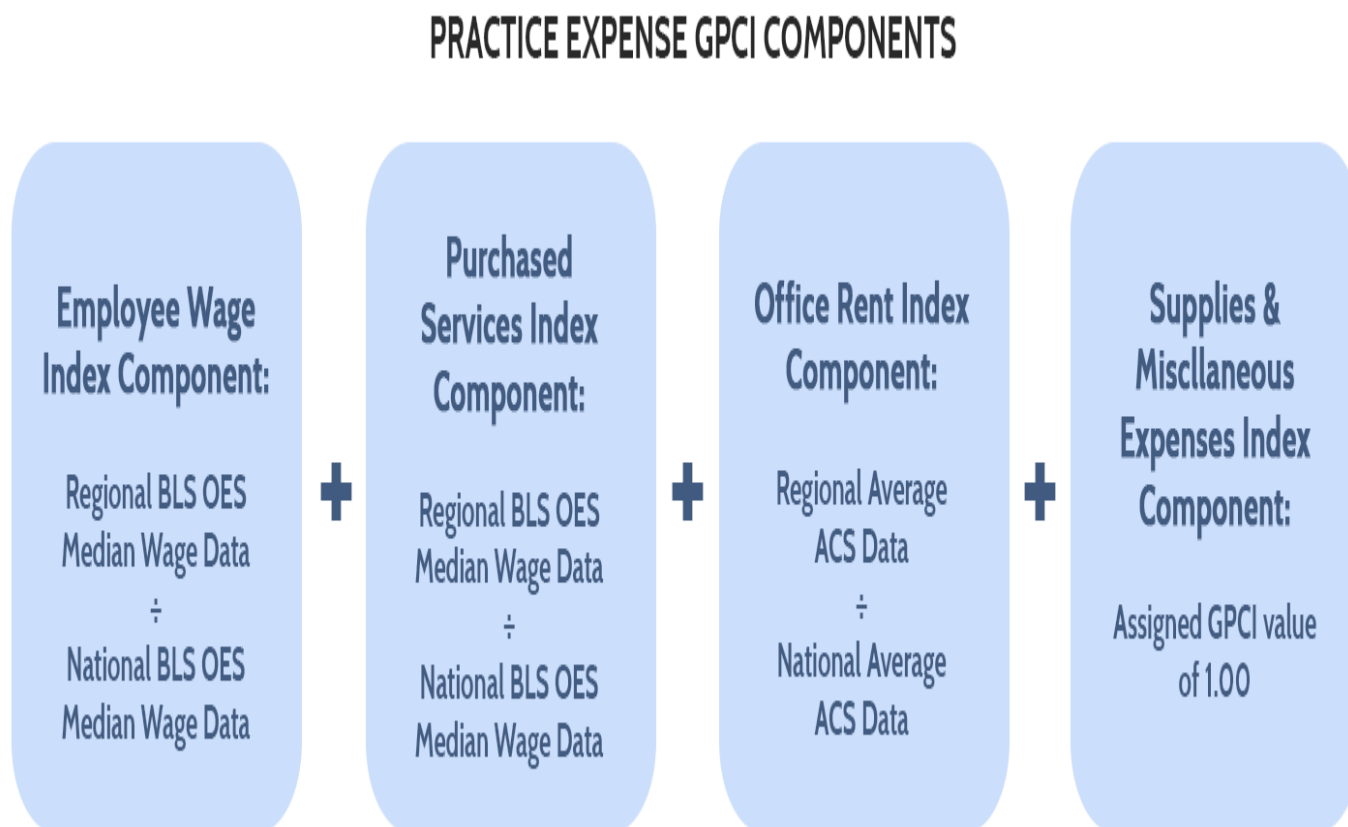 PRACTICE EXPENSE GPCI COMPONENTS
Employee Wage
Index Component:
Regional BLS OES
Median Wage Data
÷
National BLS OES
Median Wage Data
+
Purchased
Services Index
Component:
Regional BLS OES
Median Wage Data
÷
National BLS OES
Median Wage Data
+
Office Rent Index
Component:
Regional Average
ACS Data
÷
National Average
ACS Data
+
Supplies &
Miscllaneous
Expenses Index
Component:
Assigned GPCI value
of 1.00